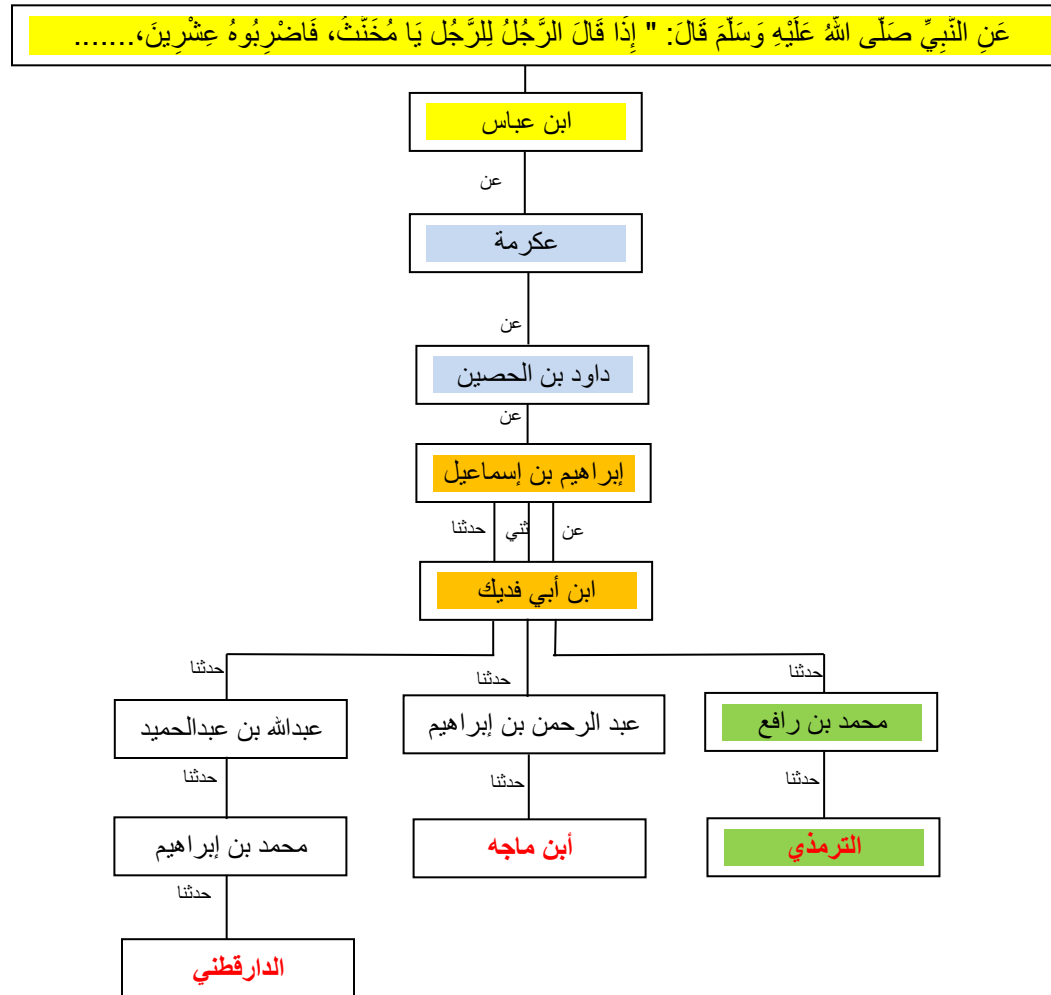 عَنِ النَّبِيِّ صَلَّى اللهُ عَلَيْهِ وَسَلَّمَ قَالَ: " إِذَا قَالَ الرَّجُلُ لِلرَّجُلِ يَا مُخَنَّثُ، فَاضْرِبُوهُ عِشْرِينَ،.......
ابن عباس
عن
عكرمة
عن
داود بن الحصين
عن
إبراهيم بن إسماعيل
عن ثني حدثنا
ابن أبي فديك
حدثنا حدثنا حدثنا
محمد بن رافع عبد الرحمن بن إبراهيم عبدالله بن عبدالحميد
حدثنا حدثنا حدثنا
الترمذي أبن ماجه محمد بن إبراهيم
حدثنا
الدارقطني